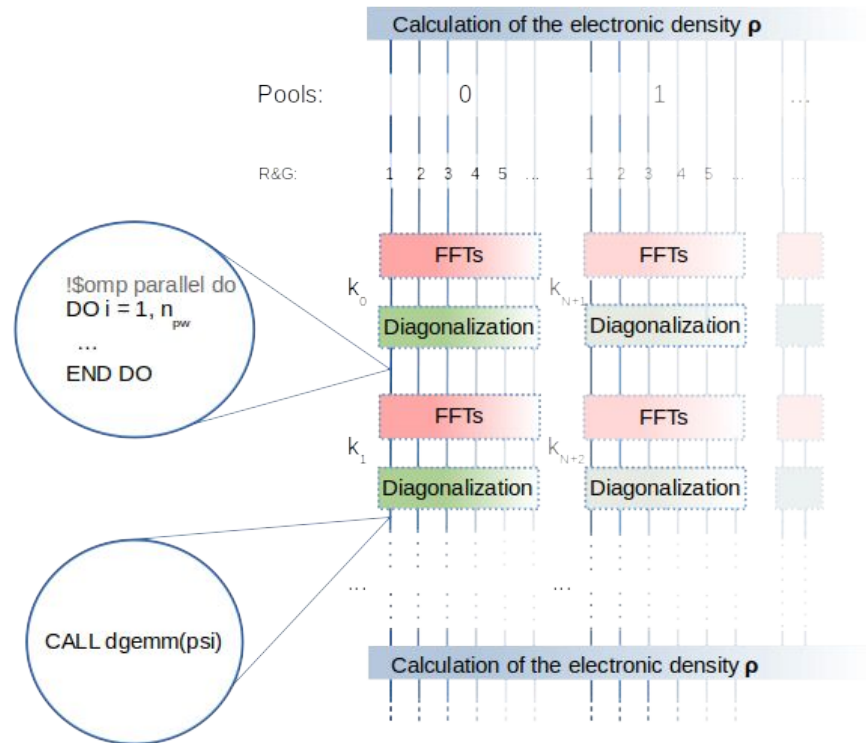 Calculation of the electronic density ρ
Pools: 0 1 ...
R&G: 1 2 3 4 5 ... 1 2 3 4 5 ... ...
FFTs FFTs
k0 kN+1
!$omp parallel do
DO i = 1, npw
...
END DO
Diagonalization Diagonalization
FFTs FFTs
k1 kN+2
Diagonalization Diagonalization
... ...
CALL dgemm(psi)
Calculation of the electronic density ρ